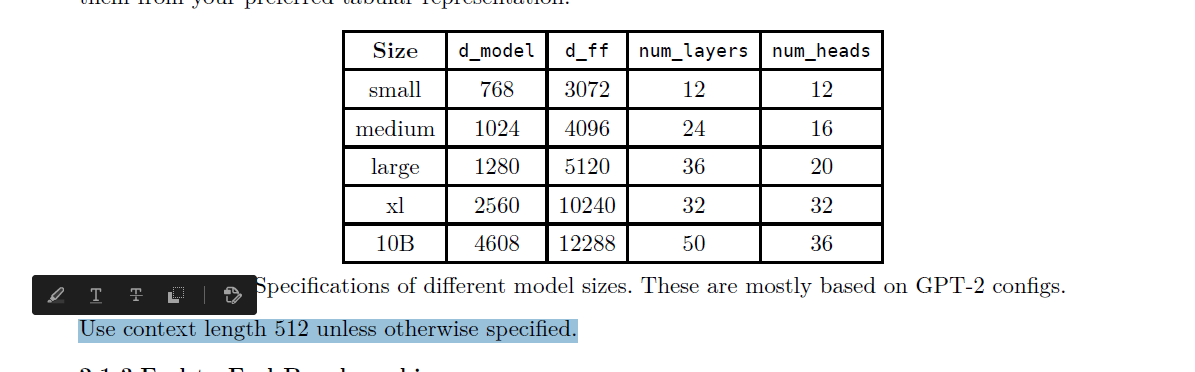 Size d_model d_ff num_layers num_heads
small 768 3072 12 12
medium 1024 4096 24 16
large 1280 5120 36 20
xl 2560 10240 32 32
10B 4608 12288 50 36
Specifications of different model sizes. These are mostly based on GPT-2 configs.
Use context length 512 unless otherwise specified.